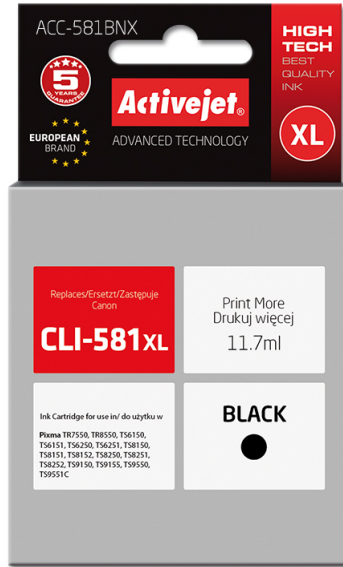 ACC-581BNX
HIGH
TECH
BEST
QUALITY
INK
5
YEARS
GUARANTEE
Activejet®
EUROPEAN
BRAND
ADVANCED TECHNOLOGY
XL
Replaces/Ersetzt/Zastępuje
Canon
CLI-581XL
Print More
Drukuj więcej
11.7ml
Ink Cartridge for use in/ do użytku w
Pixma TR7550, TR8550, TS6150,
TS6151, TS6250, TS6251, TS8150,
TS8151, TS8152, TS8250, TS8251,
TS8252, TS9150, TS9155, TS9550,
TS9551C
BLACK